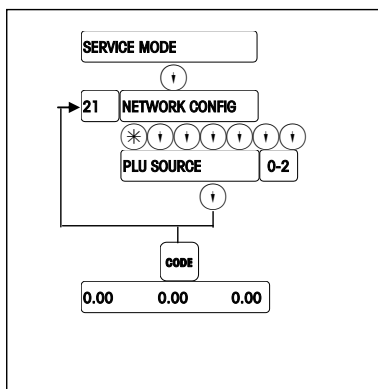 SERVICE MODE
21 NETWORK CONFIG
PLU SOURCE 0-2
CODE
0.00 0.00 0.00